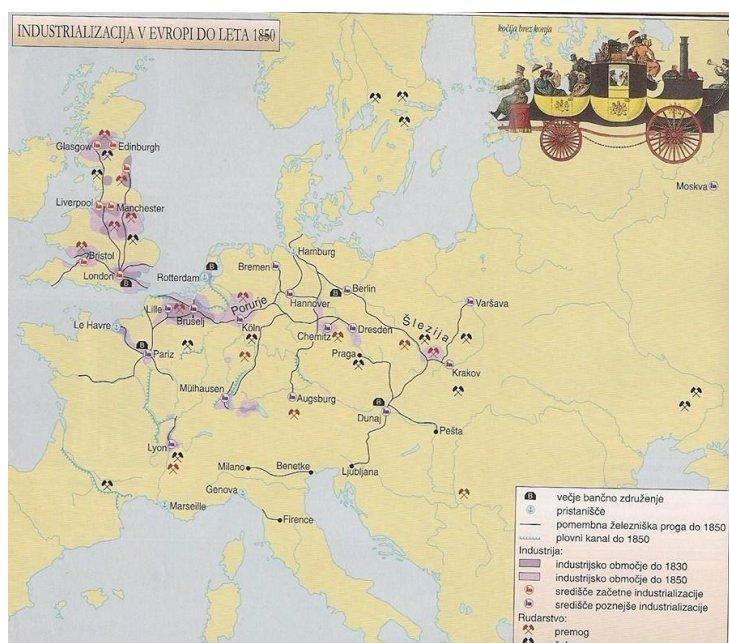 INDUSTRIALIZACIJA V EVROPI DO LETA 1850
kočija brez konja
Moskva
Glasgow
Edinburgh
Liverpool
Manchester
Bristol
London
B
Rotterdam
B
Bremen
Hamburg
Berlin
B
Hannover
Varšava
Lille
Bruselj
Porurje
Köln
Chemitz
Dresden
Šlezija
Le Havre
B
Pariz
Praga
Krakov
Mülhausen
Augsburg
B
Dunaj
Pešta
Lyon
Milano
Benetke
Ljubljana
Genova
Marseille
Firence
B večje bančno združenje
pristanišče
pomembna železniška proga do 1850
plovni kanal do 1850
Industrija:
industrijsko območje do 1830
industrijsko območje do 1850
središče začetne industrializacije
središče poznejše industrializacije
Rudarstvo:
premog